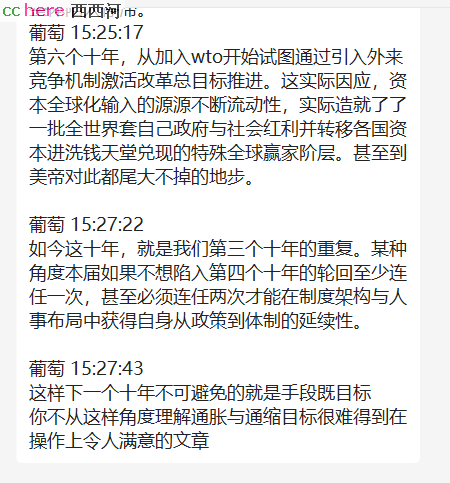 cchere 西西河 币。
葡萄 15:25:17
第六个十年，从加入wto开始试图通过引入外来
竞争机制激活改革总目标推进。这实际因应，资
本全球化输入的源源不断流动性，实际造就了了
一批全世界套自己政府与社会红利并转移各国资
本进洗钱天堂兑现的特殊全球赢家阶层。甚至到
美帝对此都尾大不掉的地步。
葡萄 15:27:22
如今这十年，就是我们第三个十年的重复。某种
角度本届如果不想陷入第四个十年的轮回至少连
任一次，甚至必须连任两次才能在制度架构与人
事布局中获得自身从政策到体制的延续性。
葡萄 15:27:43
这样下一个十年不可避免的就是手段既目标
你不从这样角度理解通胀与通缩目标很难得到在
操作上令人满意的文章